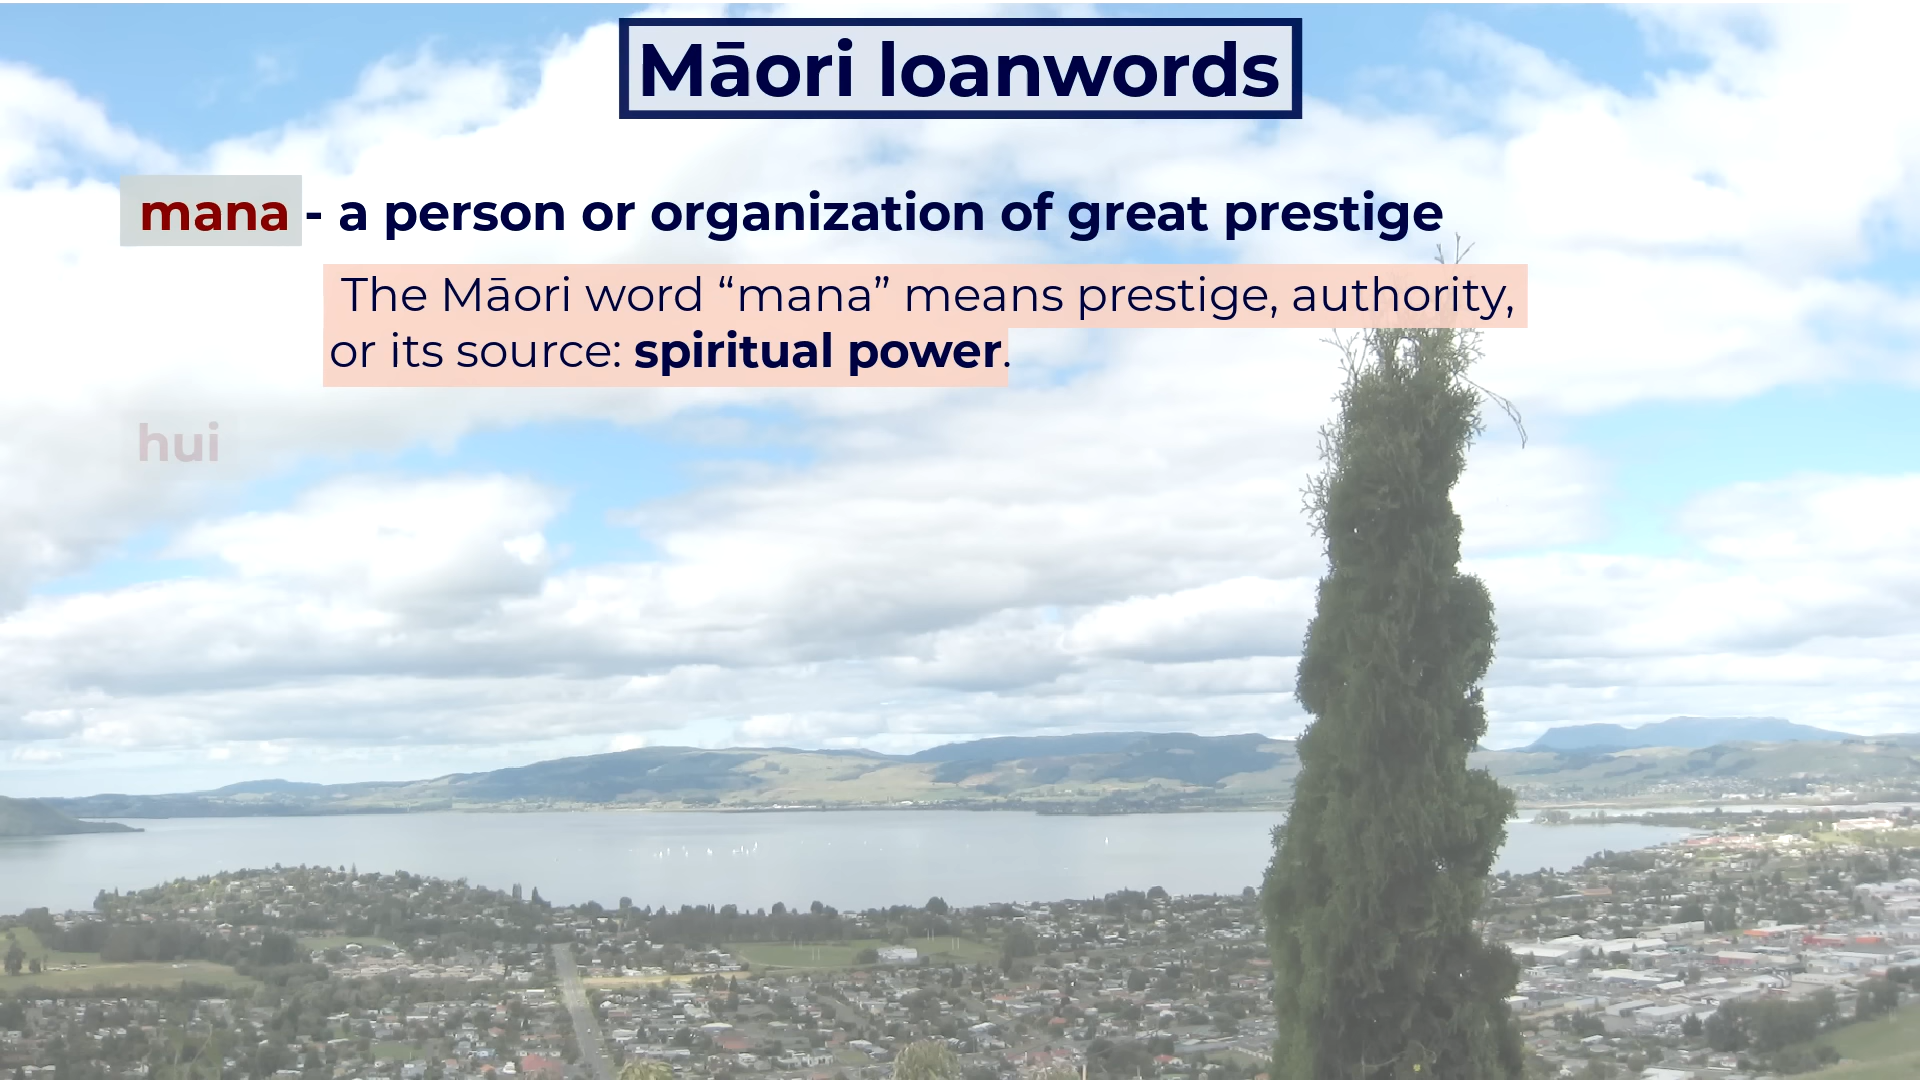 Māori loanwords
mana - a person or organization of great prestige
The Māori word “mana” means prestige, authority,
or its source: spiritual power.
hui